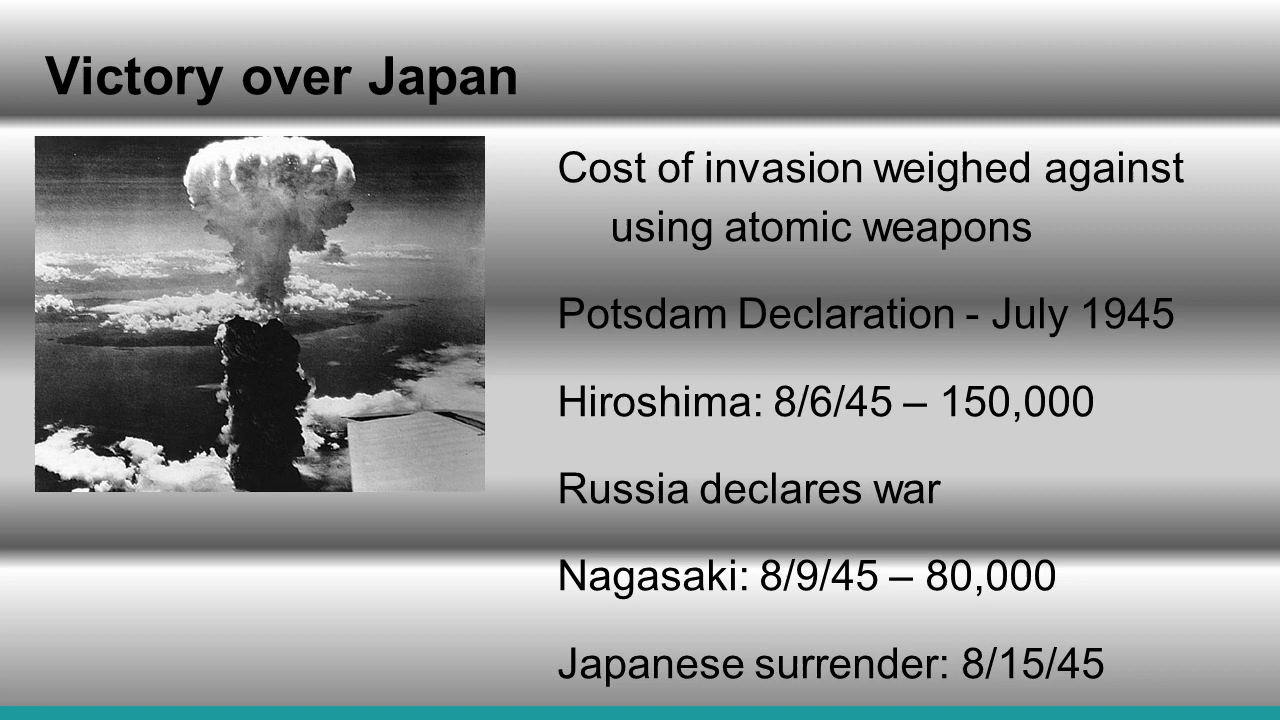 Victory over Japan
Cost of invasion weighed against
using atomic weapons
Potsdam Declaration - July 1945
Hiroshima: 8/6/45 – 150,000
Russia declares war
Nagasaki: 8/9/45 – 80,000
Japanese surrender: 8/15/45